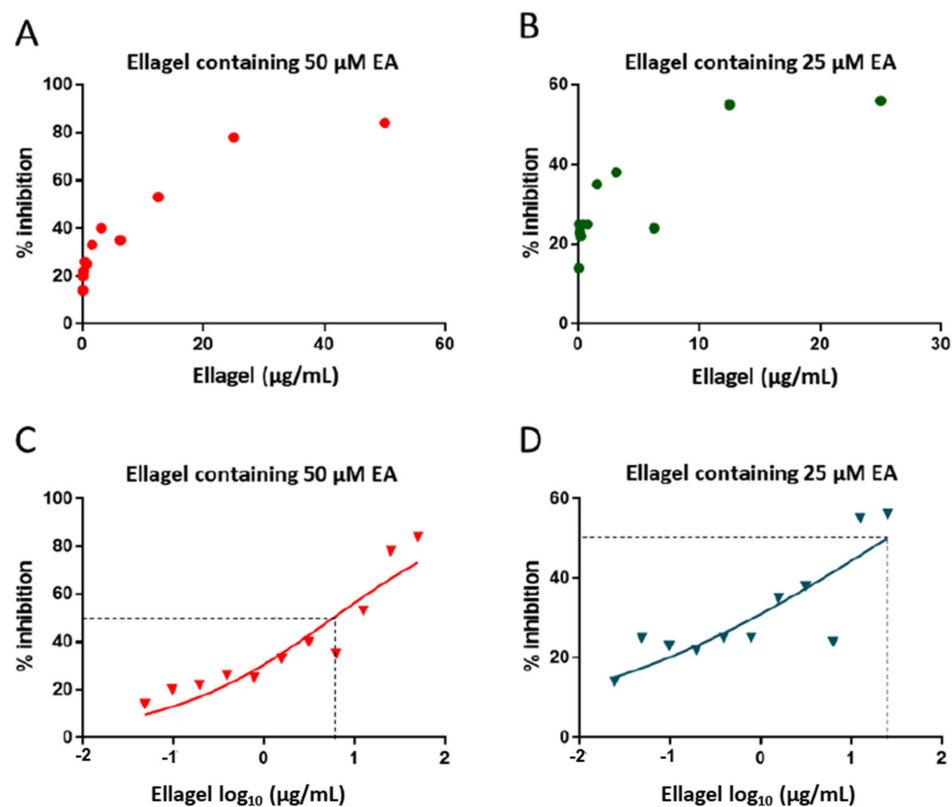 A
Ellagel containing 50 µM EA
% inhibition
100
80
60
40
20
0
0 20 40 60
Ellagel (µg/mL)
B
Ellagel containing 25 µM EA
% inhibition
60
40
20
0
0 10 20 30
Ellagel (µg/mL)
C
Ellagel containing 50 µM EA
% inhibition
100
80
60
40
20
0
-2 -1 0 1 2
Ellagel log₁₀ (µg/mL)
D
Ellagel containing 25 µM EA
% inhibition
60
40
20
0
-2 -1 0 1 2
Ellagel log₁₀ (µg/mL)